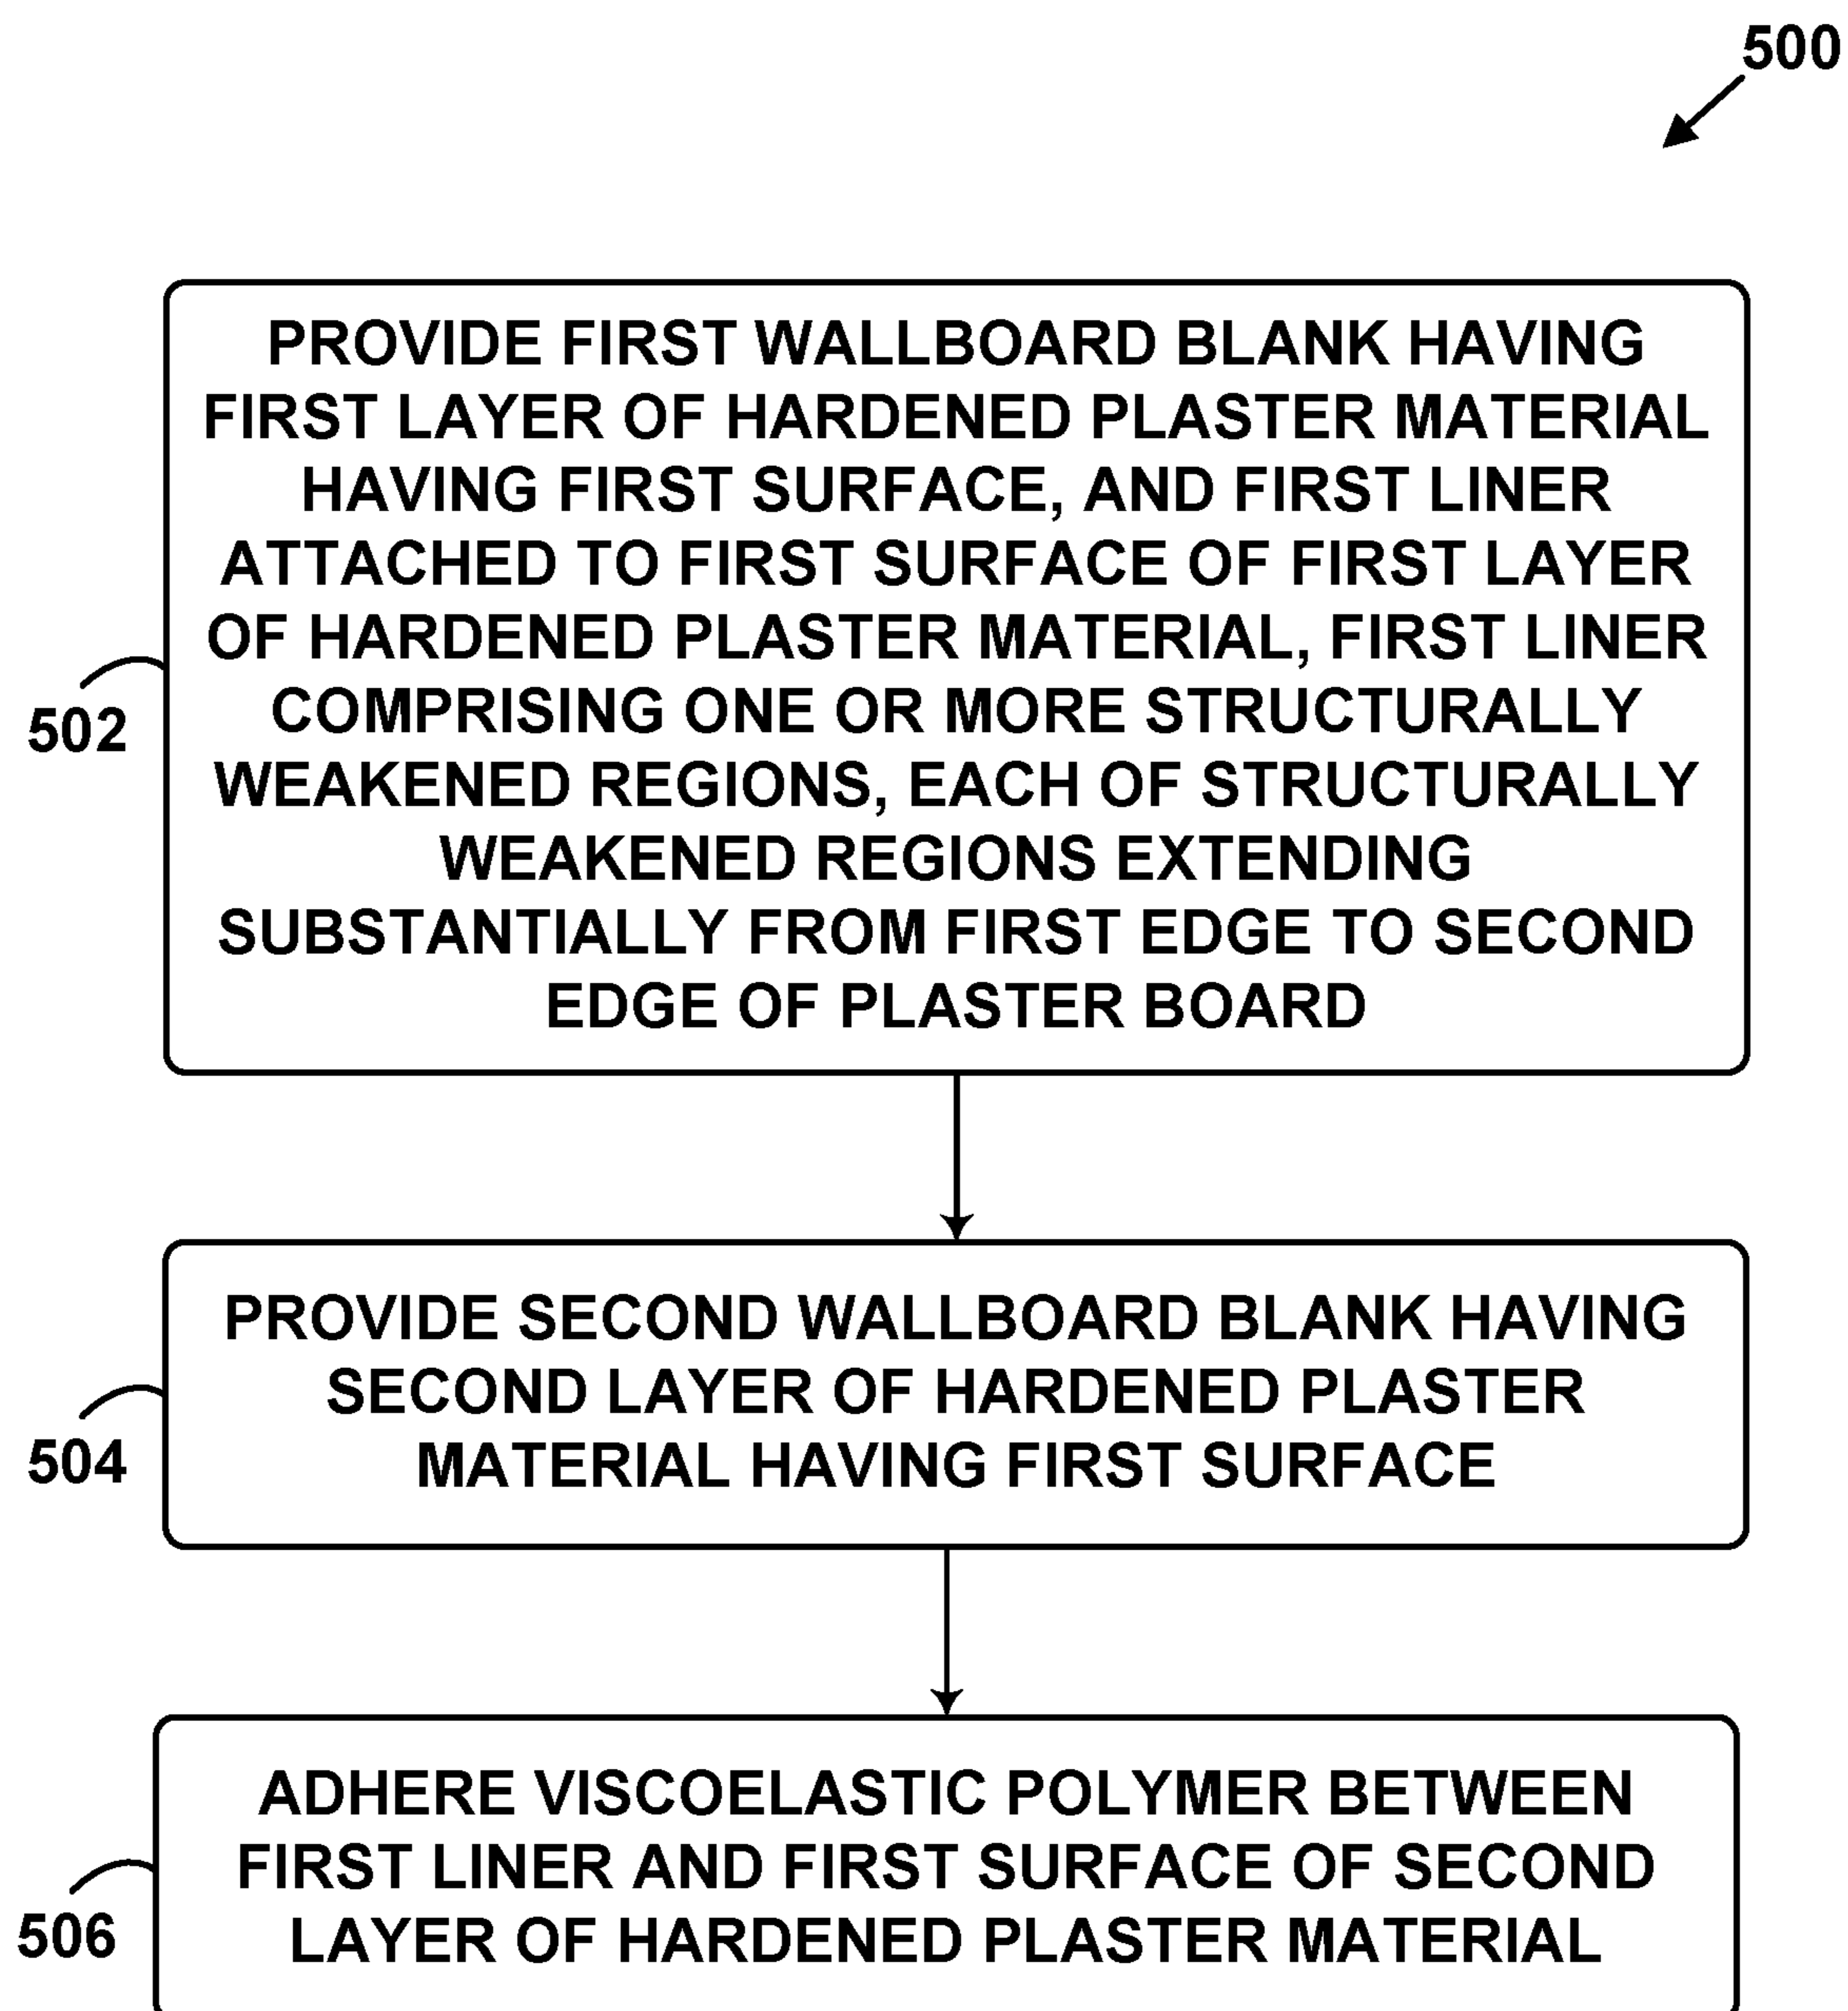 500
PROVIDE FIRST WALLBOARD BLANK HAVING
FIRST LAYER OF HARDENED PLASTER MATERIAL
HAVING FIRST SURFACE, AND FIRST LINER
ATTACHED TO FIRST SURFACE OF FIRST LAYER
OF HARDENED PLASTER MATERIAL, FIRST LINER
COMPRISING ONE OR MORE STRUCTURALLY
WEAKENED REGIONS, EACH OF STRUCTURALLY
WEAKENED REGIONS EXTENDING
SUBSTANTIALLY FROM FIRST EDGE TO SECOND
EDGE OF PLASTER BOARD
502
PROVIDE SECOND WALLBOARD BLANK HAVING
SECOND LAYER OF HARDENED PLASTER
MATERIAL HAVING FIRST SURFACE
504
ADHERE VISCOELASTIC POLYMER BETWEEN
FIRST LINER AND FIRST SURFACE OF SECOND
LAYER OF HARDENED PLASTER MATERIAL
506